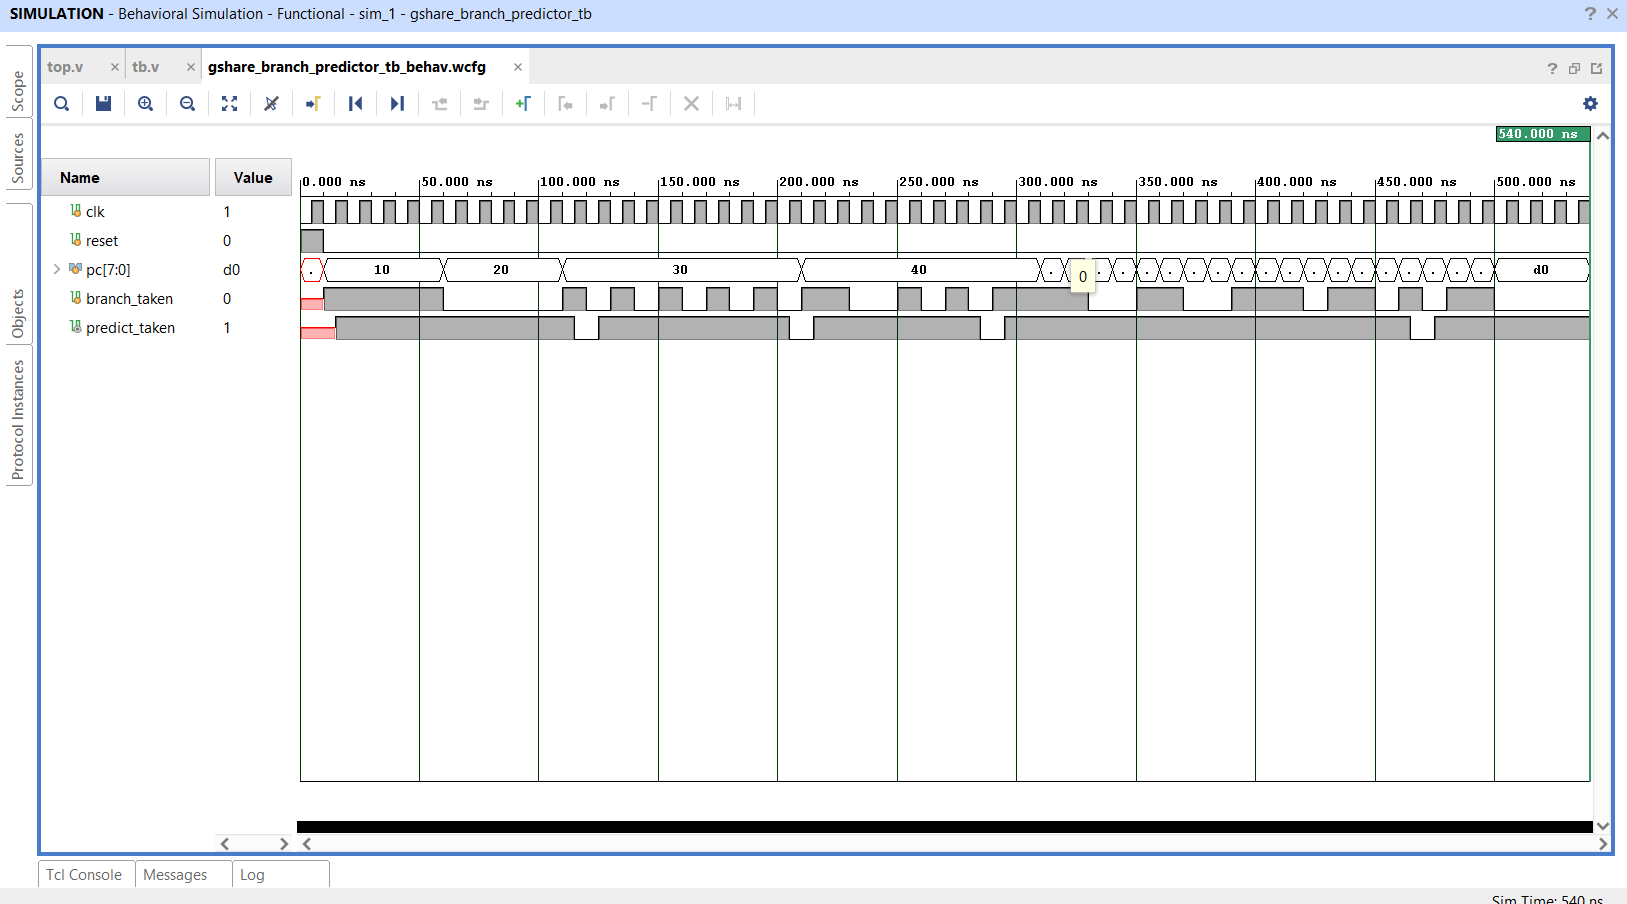 SIMULATION - Behavioral Simulation - Functional - sim_1 - gshare_branch_predictor_tb
Scope
Sources
Objects
Protocol Instances
top.v
tb.v
gshare_branch_predictor_tb_behav.wcfg
540.000 ns
Name Value
0.000 ns 50.000 ns 100.000 ns 150.000 ns 200.000 ns 250.000 ns 300.000 ns 350.000 ns 400.000 ns 450.000 ns 500.000 ns
clk 1
reset 0
pc[7:0] d0 . 10 20 30 40 . . 0 . . . . . . . . . . . . . . . . d0
branch_taken 0
predict_taken 1
Tcl Console Messages Log
Sim Time: 540 ns